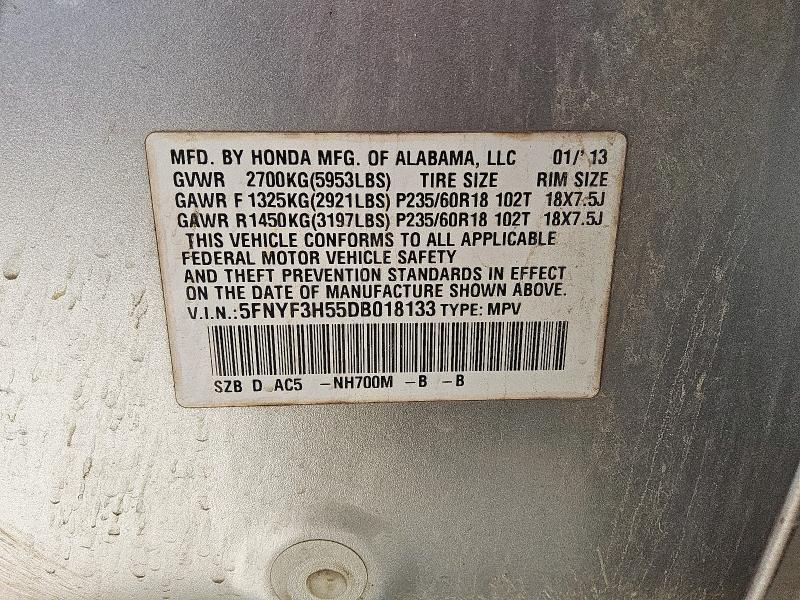 MFD. BY HONDA MFG. OF ALABAMA, LLC 01/'13
GVWR 2700KG(5953LBS) TIRE SIZE RIM SIZE
GAWR F 1325KG(2921LBS) P235/60R18 102T 18X7.5J
GAWR R 1450KG(3197LBS) P235/60R18 102T 18X7.5J
THIS VEHICLE CONFORMS TO ALL APPLICABLE
FEDERAL MOTOR VEHICLE SAFETY
AND THEFT PREVENTION STANDARDS IN EFFECT
ON THE DATE OF MANUFACTURE SHOWN ABOVE.
V.I.N.:5FNYF3H55DB018133 TYPE: MPV
SZB D AC5 -NH700M -B -B